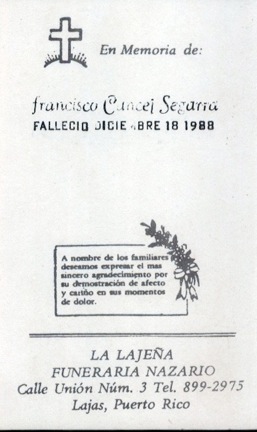 En Memoria de:
Francisco Cancel Segarra
FALLECIO DICIEMBRE 18 1988
A nombre de los familiares
deseamos expresar el mas
sincero agradecimiento por
su demostración de afecto
y cariño en sus momentos
de dolor.
LA LAJEÑA
FUNERARIA NAZARIO
Calle Unión Núm. 3 Tel. 899-2975
Lajas, Puerto Rico